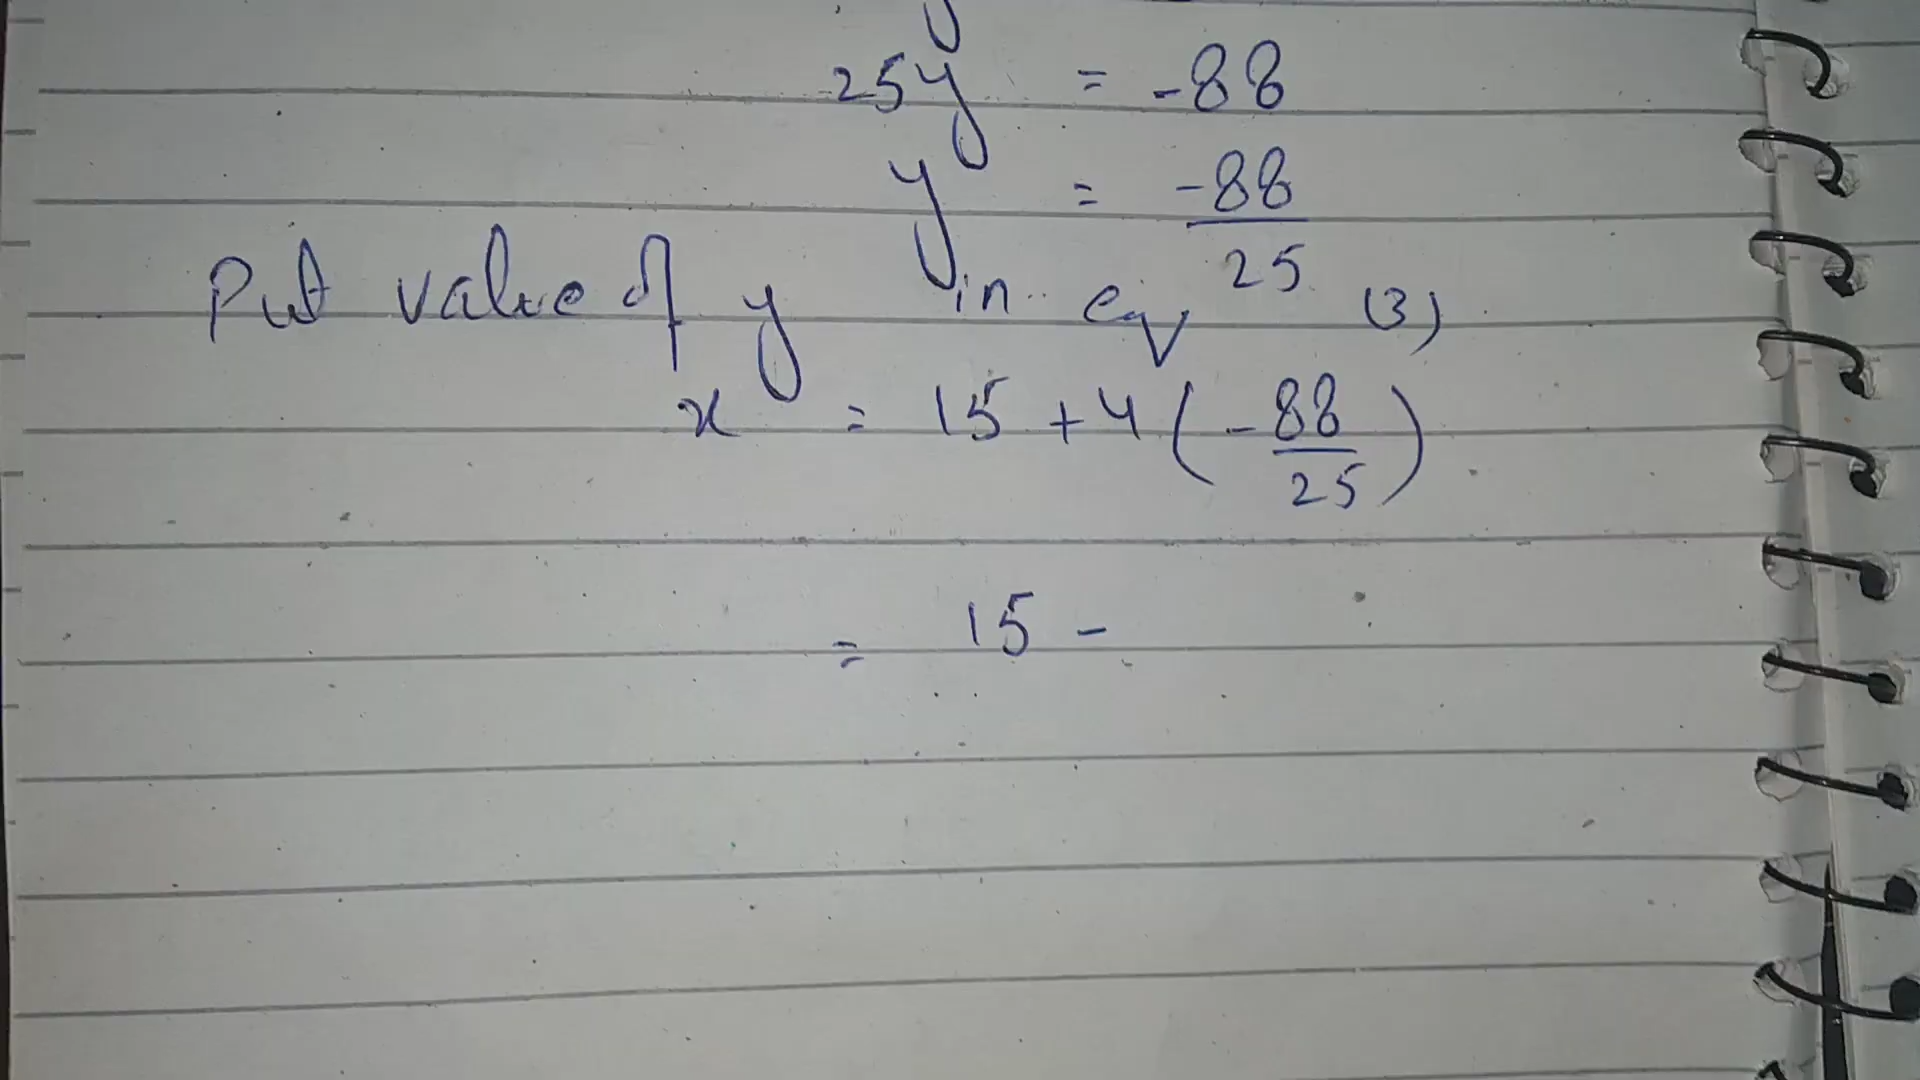 25y = -88
y = -88/25
Put value of y in eq (3)
x = 15 + 4(-88/25)
= 15 -